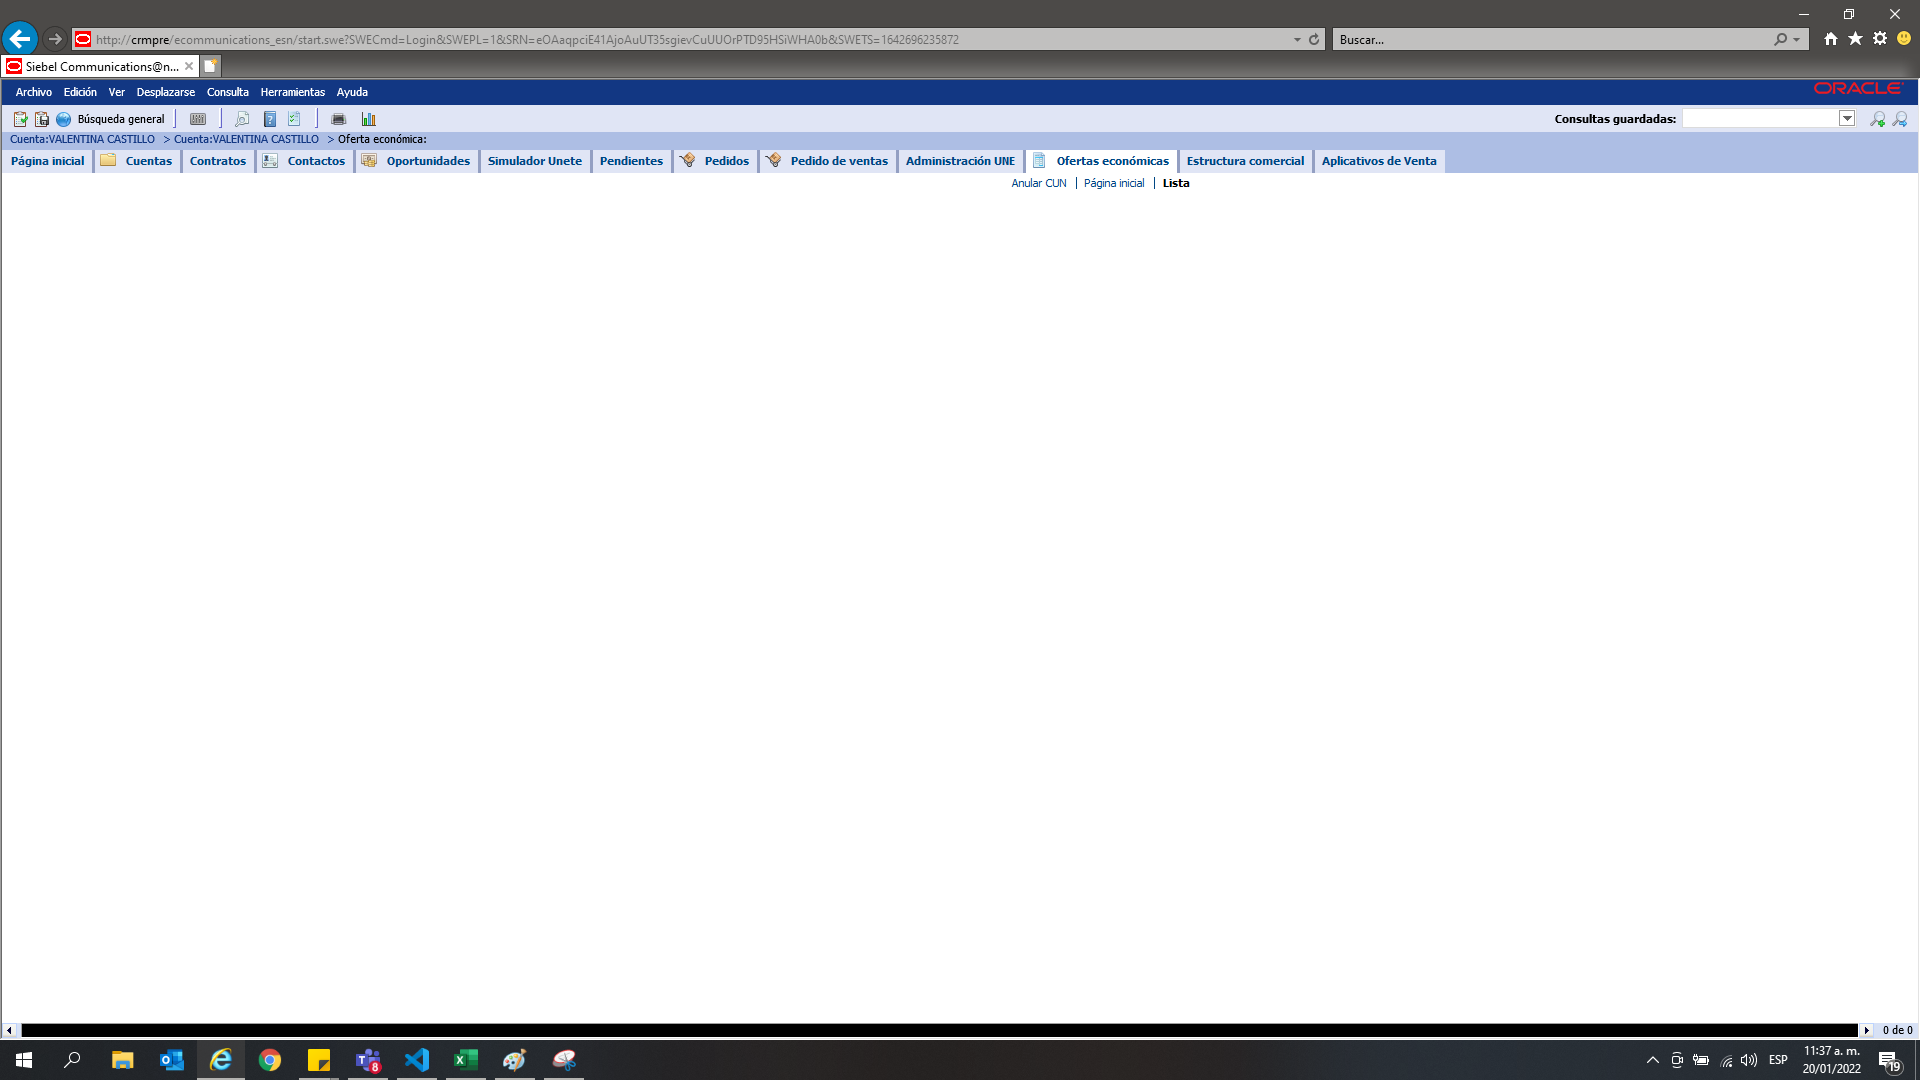 http://crmpre/ecommunications_esn/start.swe?SWECmd=Login&SWEPL=1&SRN=eOAaqpciE41AjoAuUT35sgievCuUUOrPTD95HSiWHA0b&SWETS=1642696235872
Buscar...
Siebel Communications@n...
Archivo Edición Ver Desplazarse Consulta Herramientas Ayuda
ORACLE
Búsqueda general
Consultas guardadas:
Cuenta:VALENTINA CASTILLO > Cuenta:VALENTINA CASTILLO > Oferta económica:
Página inicial Cuentas Contratos Contactos Oportunidades Simulador Unete Pendientes Pedidos Pedido de ventas Administración UNE Ofertas económicas Estructura comercial Aplicativos de Venta
Anular CUN | Página inicial | Lista
0 de 0
8
ESP
11:37 a. m.
20/01/2022
19